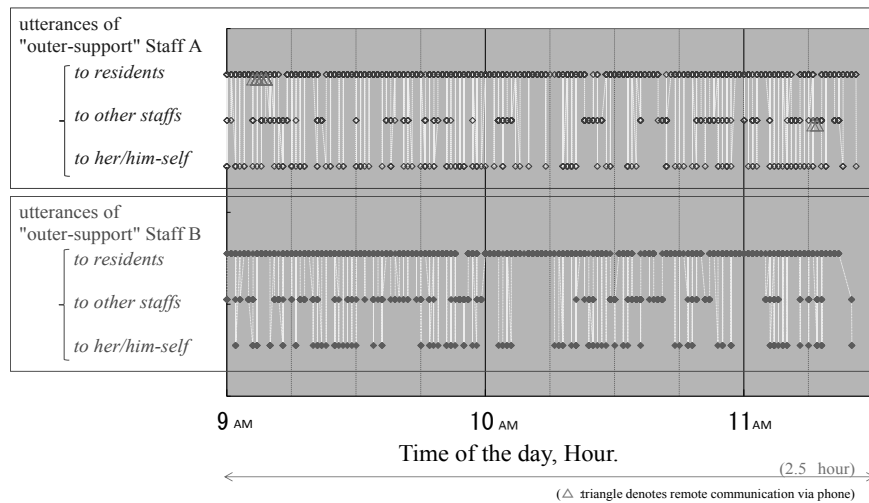 utterances of
"outer-support" Staff A
to residents
to other staffs
to her/him-self
utterances of
"outer-support" Staff B
to residents
to other staffs
to her/him-self
9 AM 10 AM 11 AM
Time of the day, Hour.
(2.5 hour)
(△ :triangle denotes remote communication via phone)